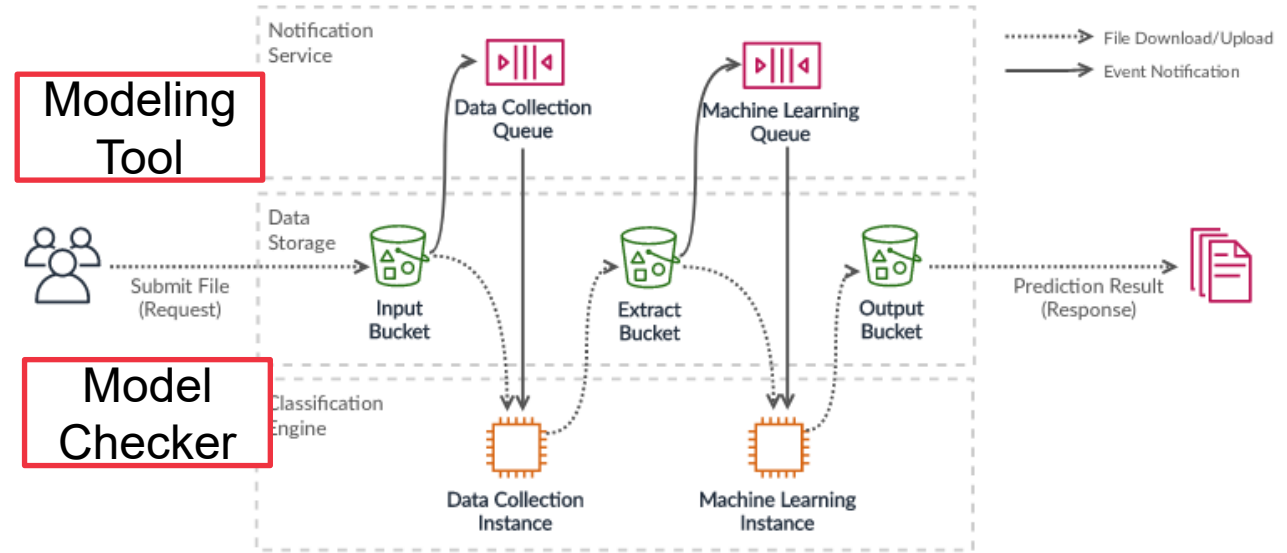 Notification
Service
File Download/Upload
Event Notification
Modeling
Tool
Data Collection
Queue
Machine Learning
Queue
Data
Storage
Submit File
(Request)
Input
Bucket
Extract
Bucket
Output
Bucket
Prediction Result
(Response)
Model
Checker
Classification
Engine
Data Collection
Instance
Machine Learning
Instance